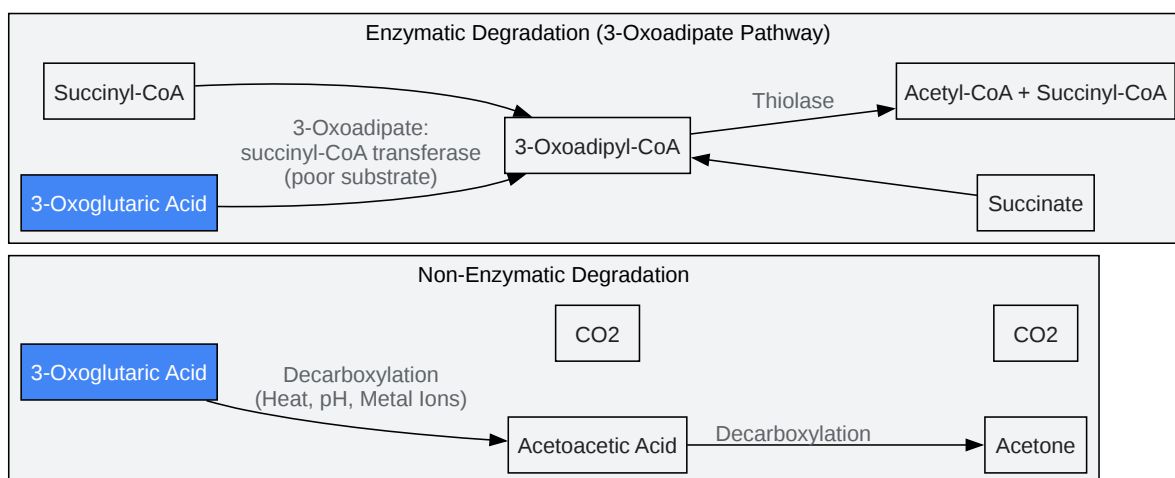 Enzymatic Degradation (3-Oxoadipate Pathway)
Succinyl-CoA
3-Oxoadipate:
succinyl-CoA transferase
(poor substrate)
3-Oxoglutaric Acid
3-Oxoadipyl-CoA
Thiolase
Acetyl-CoA + Succinyl-CoA
Succinate
Non-Enzymatic Degradation
3-Oxoglutaric Acid
Decarboxylation
(Heat, pH, Metal Ions)
CO2
Acetoacetic Acid
Decarboxylation
CO2
Acetone